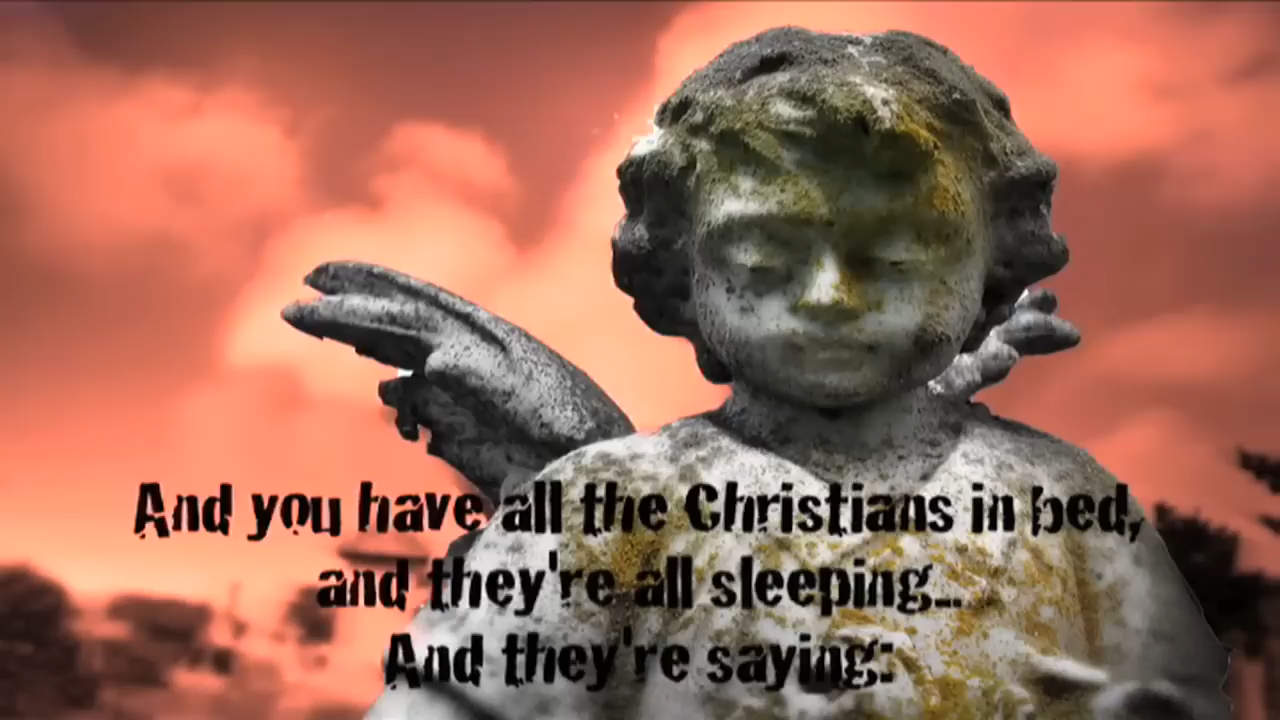 And you have all the Christians in bed,
and they're all sleeping...
And they're saying: